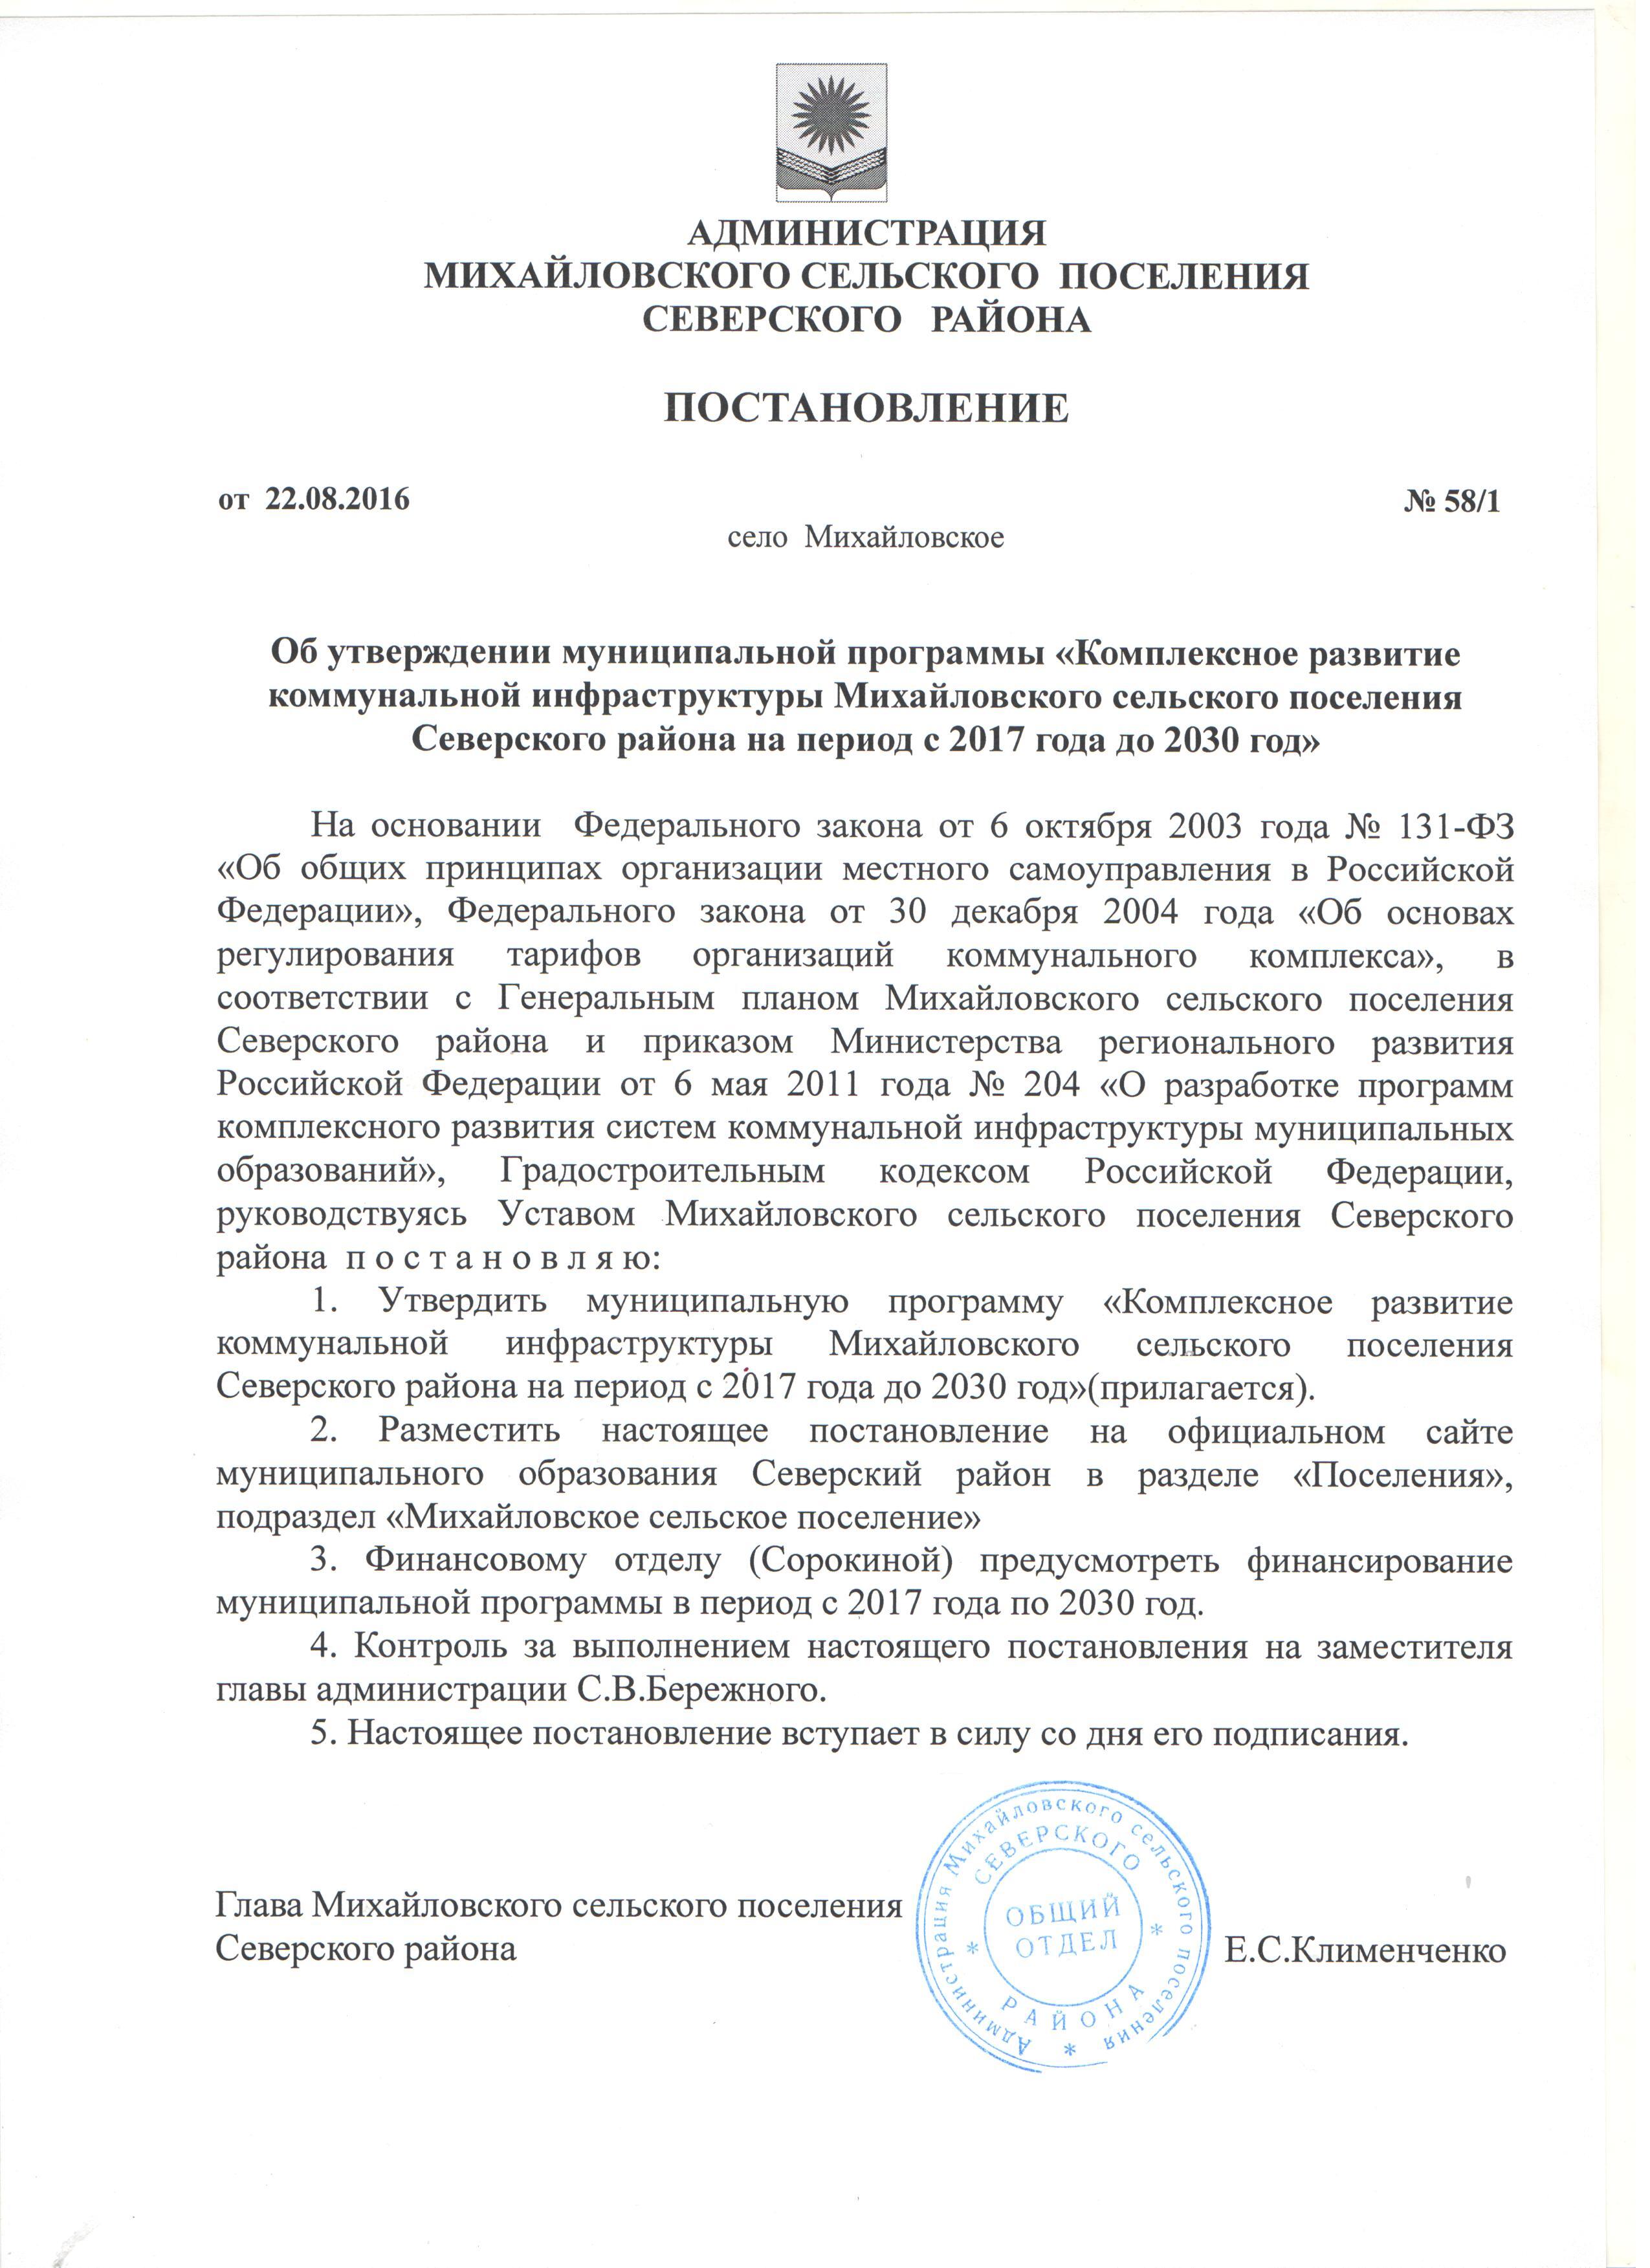 АДМИНИСТРАЦИЯ
МИХАЙЛОВСКОГО СЕЛЬСКОГО ПОСЕЛЕНИЯ
СЕВЕРСКОГО РАЙОНА
ПОСТАНОВЛЕНИЕ
от 22.08.2016 № 58/1
село Михайловское
Об утверждении муниципальной программы «Комплексное развитие
коммунальной инфраструктуры Михайловского сельского поселения
Северского района на период с 2017 года до 2030 год»
На основании Федерального закона от 6 октября 2003 года № 131-ФЗ
«Об общих принципах организации местного самоуправления в Российской
Федерации», Федерального закона от 30 декабря 2004 года «Об основах
регулирования тарифов организаций коммунального комплекса», в
соответствии с Генеральным планом Михайловского сельского поселения
Северского района и приказом Министерства регионального развития
Российской Федерации от 6 мая 2011 года № 204 «О разработке программ
комплексного развития систем коммунальной инфраструктуры муниципальных
образований», Градостроительным кодексом Российской Федерации,
руководствуясь Уставом Михайловского сельского поселения Северского
района п о с т а н о в л я ю:
1. Утвердить муниципальную программу «Комплексное развитие
коммунальной инфраструктуры Михайловского сельского поселения
Северского района на период с 2017 года до 2030 год»(прилагается).
2. Разместить настоящее постановление на официальном сайте
муниципального образования Северский район в разделе «Поселения»,
подраздел «Михайловское сельское поселение»
3. Финансовому отделу (Сорокиной) предусмотреть финансирование
муниципальной программы в период с 2017 года по 2030 год.
4. Контроль за выполнением настоящего постановления на заместителя
главы администрации С.В.Бережного.
5. Настоящее постановление вступает в силу со дня его подписания.
Глава Михайловского сельского поселения
Северского района Е.С.Клименченко
Администрация Михайловского сельского поселения *
СЕВЕРСКОГО * РАЙОНА *
ОБЩИЙ
ОТДЕЛ